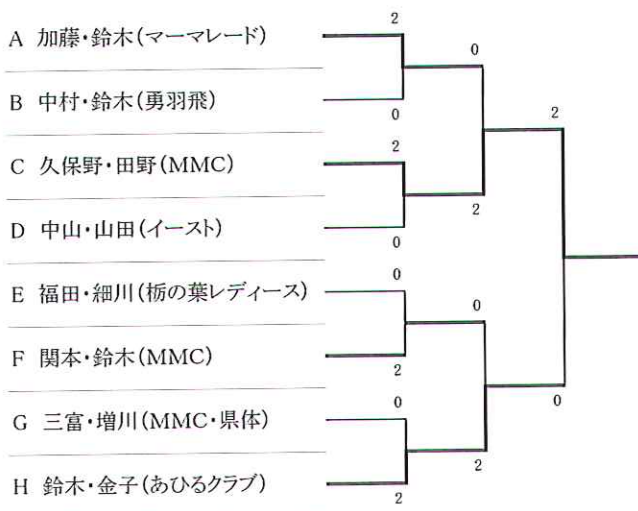 2
A 加藤・鈴木(マーマレード)
0
B 中村・鈴木(勇羽飛)
0
2
2
C 久保野・田野(MMC)
D 中山・山田(イースト)
2
0
0
E 福田・細川(栃の葉レディース)
0
F 関本・鈴木(MMC)
2
0
0
G 三富・増川(MMC・県体)
2
H 鈴木・金子(あひるクラブ)
2